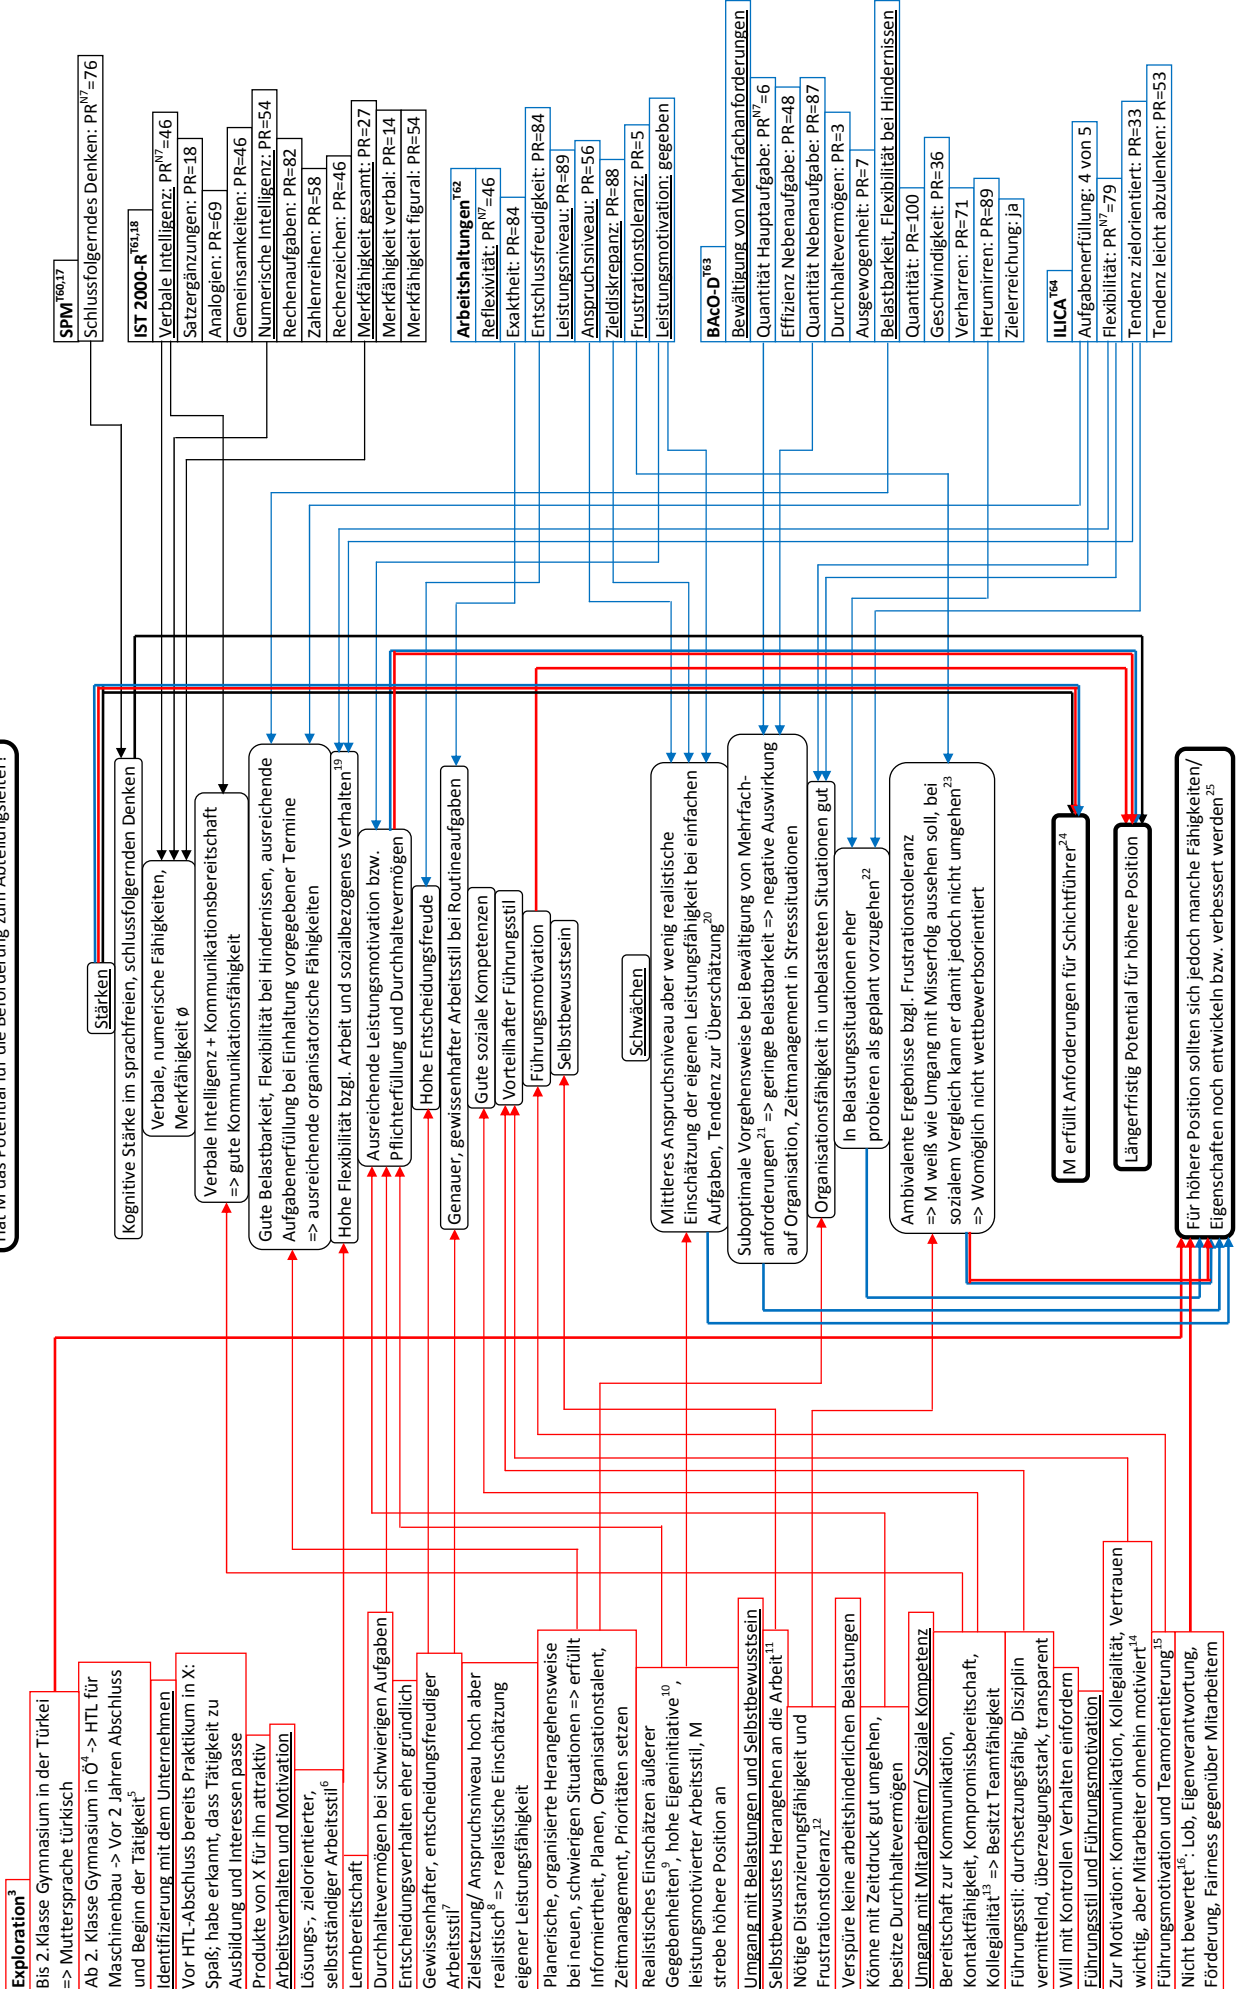 Hat M das Potential für die Beförderung zum Abteilungsleiter?
Exploration³
Bis 2.Klasse Gymnasium in der Türkei
=> Muttersprache türkisch
Ab 2. Klasse Gymnasium in Ö⁴ -> HTL für
Maschinenbau -> Vor 2 Jahren Abschluss
und Beginn der Tätigkeit⁵
Identifizierung mit dem Unternehmen
Vor HTL-Abschluss bereits Praktikum in X:
Spaß; habe erkannt, dass Tätigkeit zu
Ausbildung und Interessen passe
Produkte von X für ihn attraktiv
Arbeitsverhalten und Motivation
Lösungs-, zielorientierter,
selbstständiger Arbeitsstil⁶
Lernbereitschaft
Durchhaltevermögen bei schwierigen Aufgaben
Entscheidungsverhalten eher gründlich
Gewissenhafter, entscheidungsfreudiger
Arbeitsstil⁷
Zielsetzung/ Anspruchsniveau hoch aber
realistisch⁸ => realistische Einschätzung
eigener Leistungsfähigkeit
Planerische, organisierte Herangehensweise
bei neuen, schwierigen Situationen => erfüllt
Informiertheit, Planen, Organisationstalent,
Zeitmanagement, Prioritäten setzen
Realistisches Einschätzen äußerer
Gegebenheiten⁹, hohe Eigeninitiative¹⁰,
leistungsmotivierter Arbeitsstil, M
strebe höhere Position an
Umgang mit Belastungen und Selbstbewusstsein
Selbstbewusstes Herangehen an die Arbeit¹¹
Nötige Distanzierungsfähigkeit und
Frustrationstoleranz¹²
Verspüre keine arbeitshinderlichen Belastungen
Könne mit Zeitdruck gut umgehen,
besitze Durchhaltevermögen
Umgang mit Mitarbeitern/ Soziale Kompetenz
Bereitschaft zur Kommunikation,
Kontaktfähigkeit, Kompromissbereitschaft,
Kollegialität¹³ => Besitzt Teamfähigkeit
Führungsstil: durchsetzungsfähig, Disziplin
vermittelnd, überzeugungsstark, transparent
Will mit Kontrollen Verhalten einfordern
Führungsstil und Führungsmotivation
Zur Motivation: Kommunikation, Kollegialität, Vertrauen
wichtig, aber Mitarbeiter ohnehin motiviert¹⁴
Führungsmotivation und Teamorientierung¹⁵
Nicht bewertet¹⁶: Lob, Eigenverantwortung,
Förderung, Fairness gegenüber Mitarbeitern
Stärken
Kognitive Stärke im sprachfreien, schlussfolgernden Denken
Verbale, numerische Fähigkeiten,
Merkfähigkeit ø
Verbale Intelligenz + Kommunikationsbereitschaft
=> gute Kommunikationsfähigkeit
Gute Belastbarkeit, Flexibilität bei Hindernissen, ausreichende
Aufgabenerfüllung bei Einhaltung vorgegebener Termine
=> ausreichende organisatorische Fähigkeiten
Hohe Flexibilität bzgl. Arbeit und sozialbezogenes Verhalten¹⁹
Ausreichende Leistungsmotivation bzw.
Pflichterfüllung und Durchhaltevermögen
Hohe Entscheidungsfreude
Genauer, gewissenhafter Arbeitsstil bei Routineaufgaben
Gute soziale Kompetenzen
Vorteilhafter Führungsstil
Führungsmotivation
Selbstbewusstsein
Schwächen
Mittleres Anspruchsniveau aber wenig realistische
Einschätzung der eigenen Leistungsfähigkeit bei einfachen
Aufgaben, Tendenz zur Überschätzung²⁰
Suboptimale Vorgehensweise bei Bewältigung von Mehrfach-
anforderungen²¹ => geringe Belastbarkeit => negative Auswirkung
auf Organisation, Zeitmanagement in Stresssituationen
Organisationsfähigkeit in unbelasteten Situationen gut
In Belastungssituationen eher
probieren als geplant vorzugehen²²
Ambivalente Ergebnisse bzgl. Frustrationstoleranz
=> M weiß wie Umgang mit Miserfolg aussehen soll, bei
sozialem Vergleich kann er damit jedoch nicht umgehen²³
=> Womöglich nicht wettbewerbsorientiert
M erfüllt Anforderungen für Schichtführer²⁴
Längerfristig Potential für höhere Position
Für höhere Position sollten sich jedoch manche Fähigkeiten/
Eigenschaften noch entwickeln bzw. verbessert werden²⁵
SPM^T60,17
Schlussfolgerndes Denken: PR^N7=76
IST 2000-R^T61,18
Verbale Intelligenz: PR^N7=46
Satzergänzungen: PR=18
Analogien: PR=69
Gemeinsamkeiten: PR=46
Numerische Intelligenz: PR=54
Rechenaufgaben: PR=82
Zahlenreihen: PR=58
Rechenzeichen: PR=46
Merkfähigkeit gesamt: PR=27
Merkfähigkeit verbal: PR=14
Merkfähigkeit figural: PR=54
Arbeitshaltungen^T62
Reflexivität: PR^N7=46
Exaktheit: PR=84
Entschlussfreudigkeit: PR=84
Leistungsniveau: PR=89
Anspruchsniveau: PR=56
Zieldiskrepanz: PR=88
Frustrationstoleranz: PR=5
Leistungsmotivation: gegeben
BAcO-D^T63
Bewältigung von Mehrfachanforderungen
Quantität Hauptaufgabe: PR^N7=6
Effizienz Nebenaufgabe: PR=48
Quantität Nebenaufgabe: PR=87
Durchhaltevermögen: PR=3
Ausgewogenheit: PR=7
Belastbarkeit, Flexibilität bei Hindernissen
Quantität: PR=100
Geschwindigkeit: PR=36
Verharren: PR=71
Herumirren: PR=89
Zielerreichung: ja
ILICA^T64
Aufgabenerfüllung: 4 von 5
Flexibilität: PR^N7=79
Tendenz zielorientiert: PR=33
Tendenz leicht abzulenken: PR=53